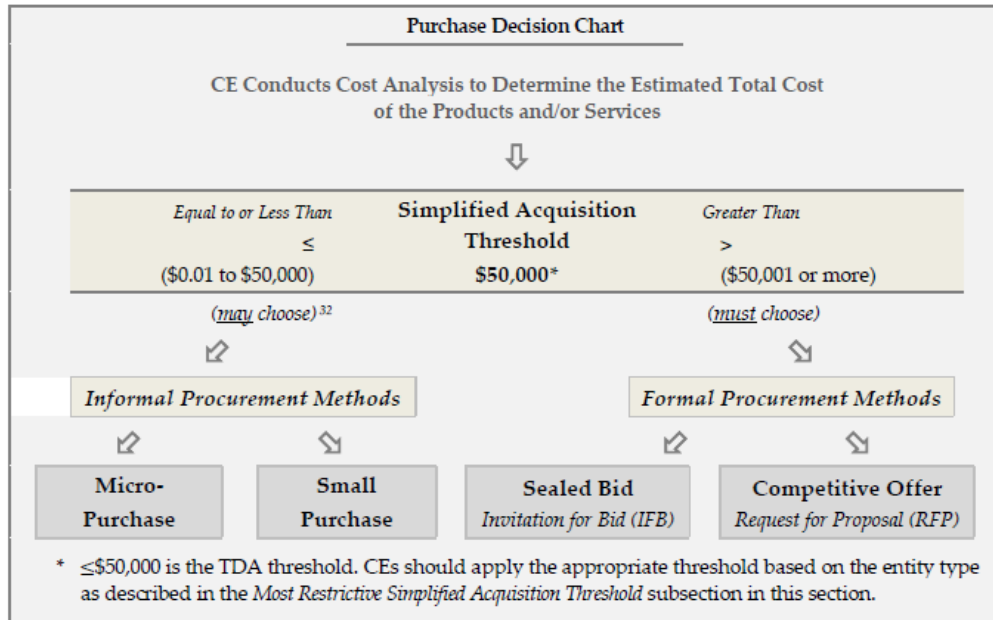 Purchase Decision Chart
CE Conducts Cost Analysis to Determine the Estimated Total Cost
of the Products and/or Services
Equal to or Less Than
≤
($0.01 to $50,000)
Simplified Acquisition
Threshold
$50,000*
Greater Than
>
($50,001 or more)
(may choose) 32
(must choose)
Informal Procurement Methods
Formal Procurement Methods
Micro-
Purchase
Small
Purchase
Sealed Bid
Invitation for Bid (IFB)
Competitive Offer
Request for Proposal (RFP)
* ≤$50,000 is the TDA threshold. CEs should apply the appropriate threshold based on the entity type
as described in the Most Restrictive Simplified Acquisition Threshold subsection in this section.